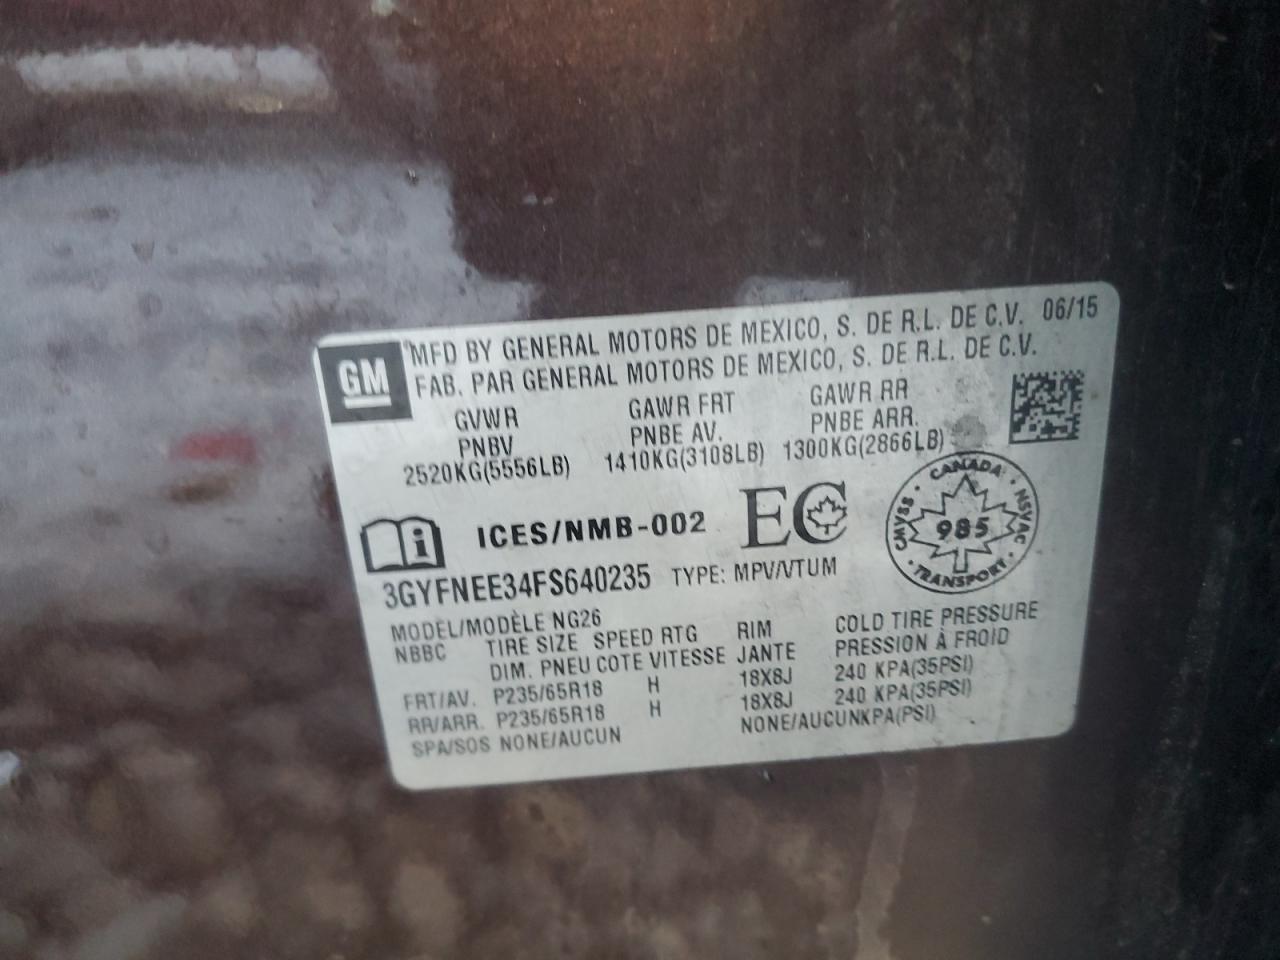 GM
MFD BY GENERAL MOTORS DE MEXICO, S. DE R.L. DE C.V. 06/15
FAB. PAR GENERAL MOTORS DE MEXICO, S. DE R.L. DE C.V.
GVWR GAWR FRT GAWR RR
PNBV PNBE AV. PNBE ARR.
2520KG(5556LB) 1410KG(3108LB) 1300KG(2866LB)
i ICES/NMB-002 EC
CANADA
CMVSS · NSVAC
985
TRANSPORT
3GYFNEE34FS640235 TYPE: MPV/VTUM
MODEL/MODÈLE NG26
NBBC TIRE SIZE SPEED RTG RIM COLD TIRE PRESSURE
DIM. PNEU COTE VITESSE JANTE PRESSION À FROID
FRT/AV. P235/65R18 H 18X8J 240 KPA(35PSI)
RR/ARR. P235/65R18 H 18X8J 240 KPA(35PSI)
SPA/SOS NONE/AUCUN NONE/AUCUNKPA(PSI)